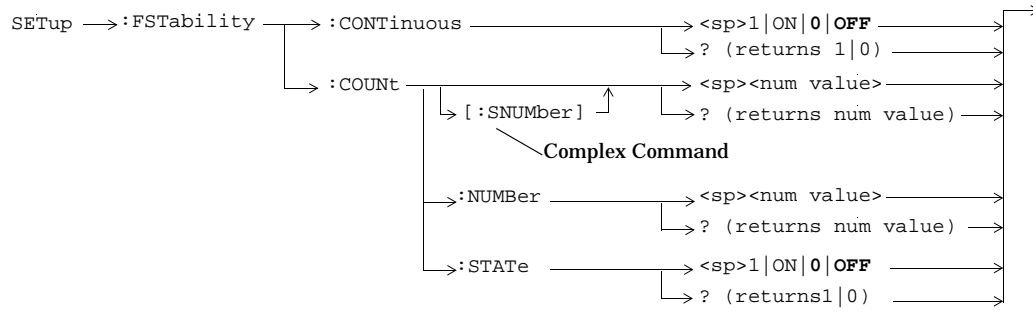 SETup :FSTability :CONTinuous <sp>1|ON|0|OFF
? (returns 1|0)
:COUNt <sp><num value>
[:SNUMber] ? (returns num value)
Complex Command
:NUMBer <sp><num value>
? (returns num value)
:STATe <sp>1|ON|0|OFF
? (returns1|0)